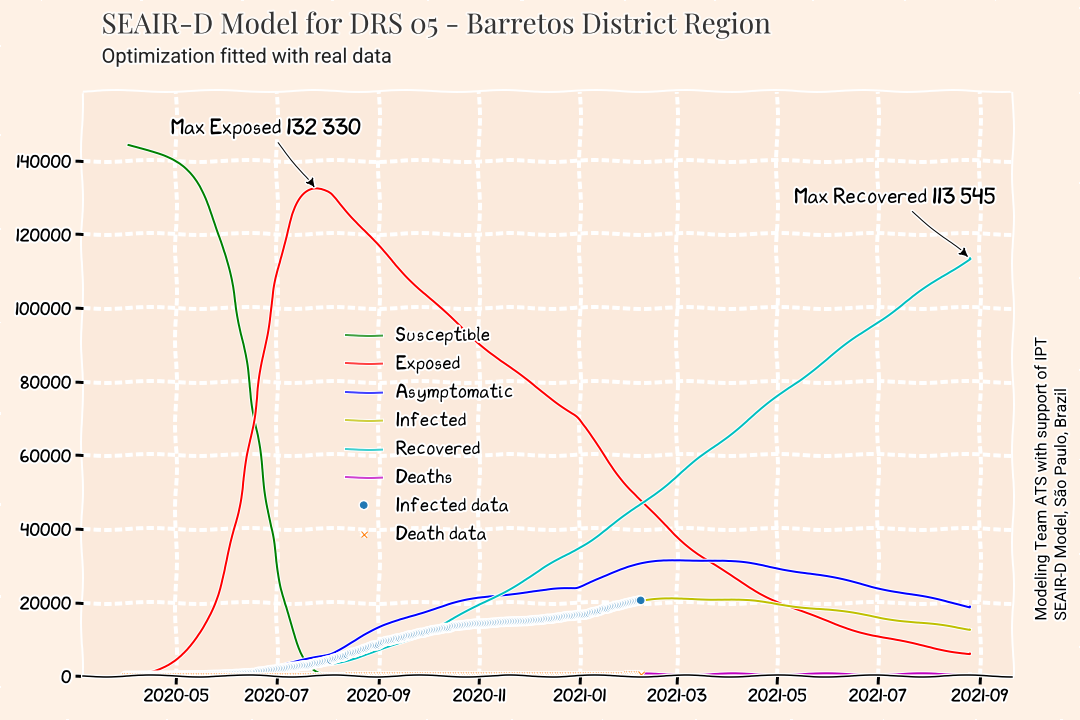 SEAIR-D Model for DRS 05 - Barretos District Region
Optimization fitted with real data
Max Exposed 132 330
Max Recovered 113 545
140000
120000
100000
80000
60000
40000
20000
0
Susceptible
Exposed
Asymptomatic
Infected
Recovered
Deaths
Infected data
Death data
2020-05
2020-07
2020-09
2020-11
2021-01
2021-03
2021-05
2021-07
2021-09
Modeling Team ATS with support of IPT
SEAIR-D Model, São Paulo, Brazil